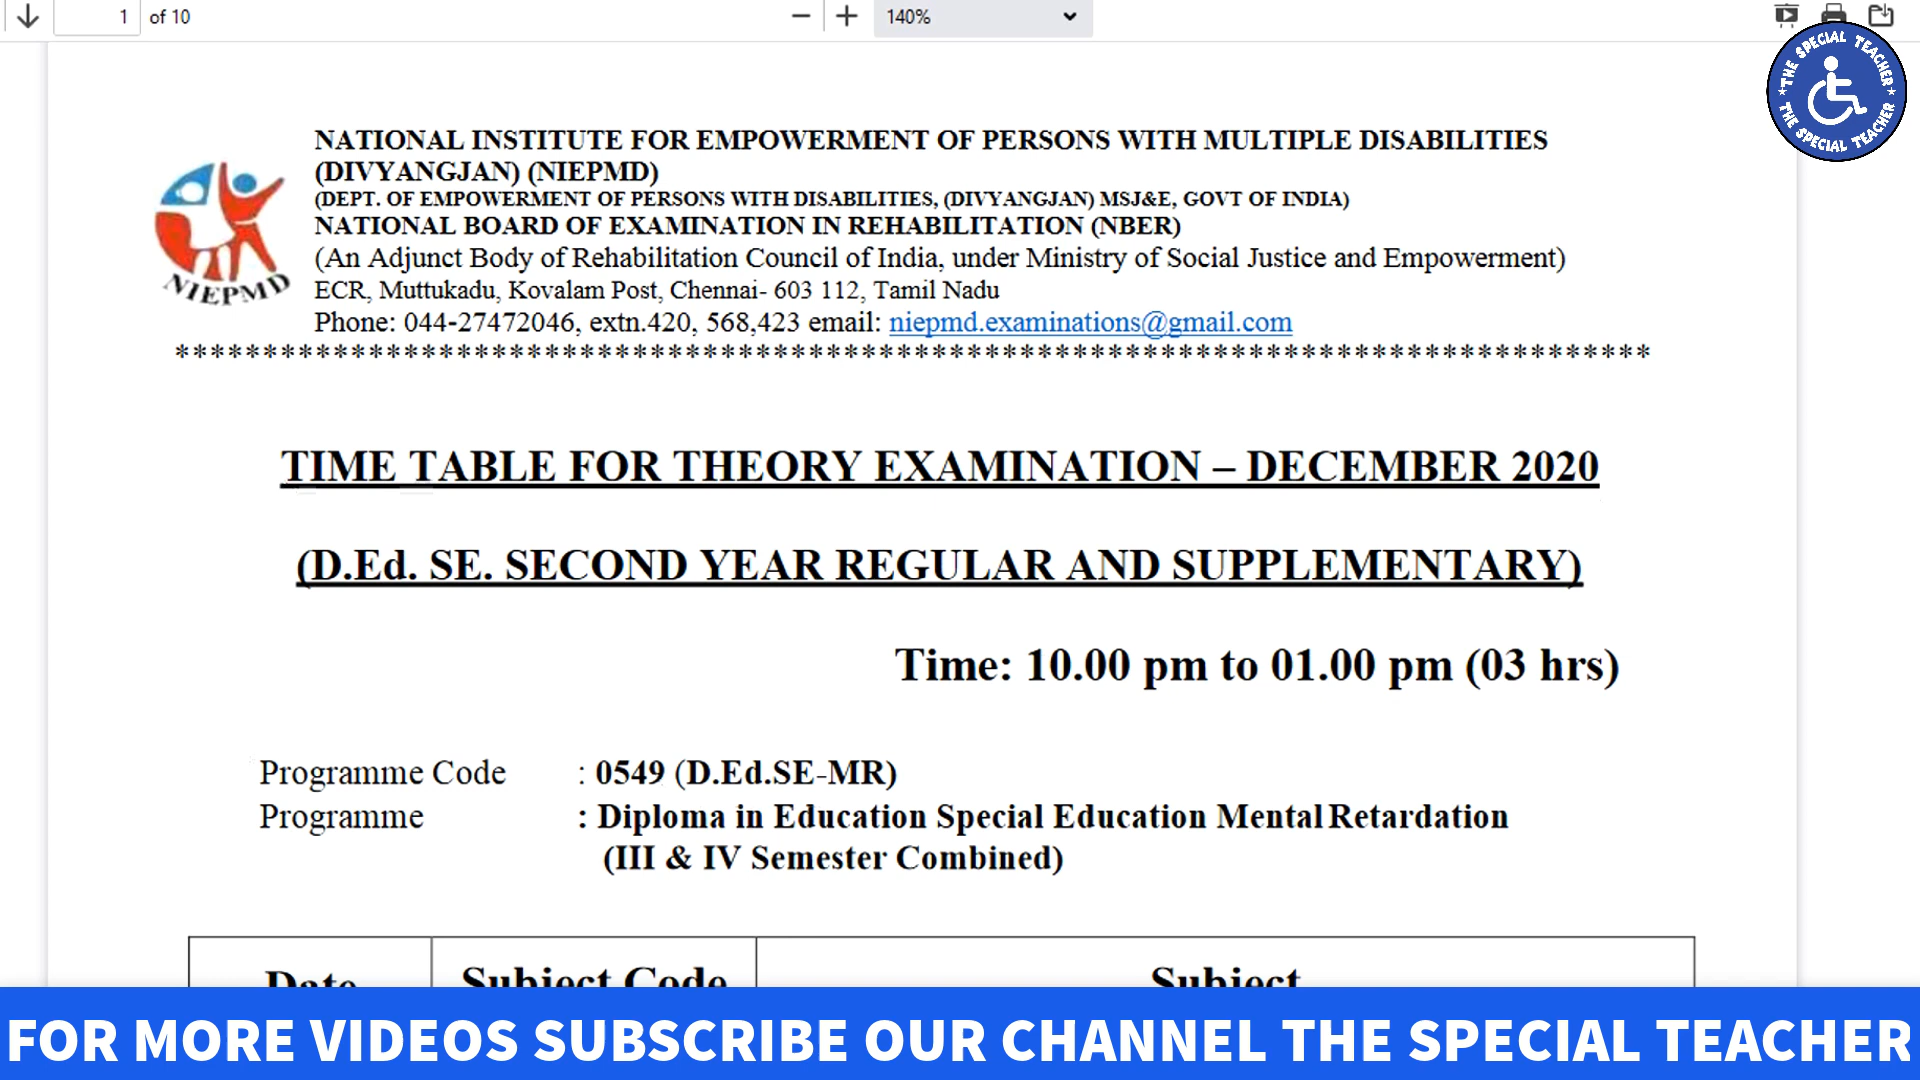 1 of 10
140%
THE SPECIAL TEACHER
THE SPECIAL TEACHER
NIEPMD
NATIONAL INSTITUTE FOR EMPOWERMENT OF PERSONS WITH MULTIPLE DISABILITIES
(DIVYANGJAN) (NIEPMD)
(DEPT. OF EMPOWERMENT OF PERSONS WITH DISABILITIES, (DIVYANGJAN) MSJ&E, GOVT OF INDIA)
NATIONAL BOARD OF EXAMINATION IN REHABILITATION (NBER)
(An Adjunct Body of Rehabilitation Council of India, under Ministry of Social Justice and Empowerment)
ECR, Muttukadu, Kovalam Post, Chennai- 603 112, Tamil Nadu
Phone: 044-27472046, extn.420, 568,423 email: niepmd.examinations@gmail.com
************************************************************************************
TIME TABLE FOR THEORY EXAMINATION – DECEMBER 2020
(D.Ed. SE. SECOND YEAR REGULAR AND SUPPLEMENTARY)
Time: 10.00 pm to 01.00 pm (03 hrs)
Programme Code : 0549 (D.Ed.SE-MR)
Programme : Diploma in Education Special Education Mental Retardation
(III & IV Semester Combined)
Date Subject Code Subject
FOR MORE VIDEOS SUBSCRIBE OUR CHANNEL THE SPECIAL TEACHER